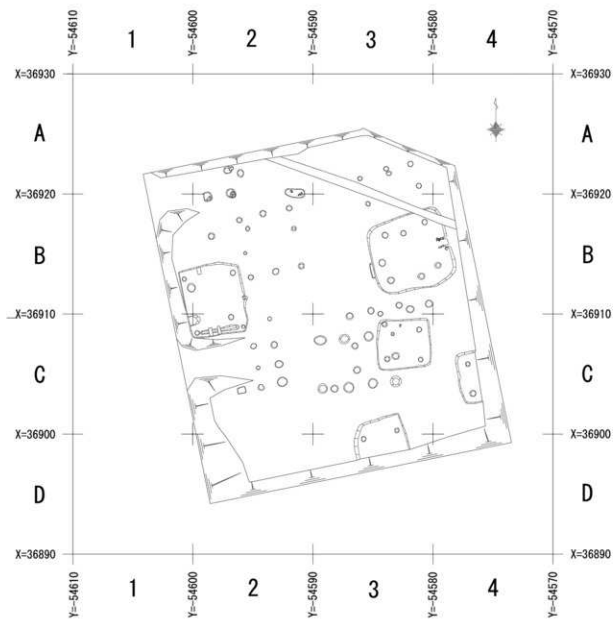 Y=-54610
1
Y=-54600
2
Y=-54590
3
Y=-54580
4
Y=-54570
X=36930
X=36930
A
A
X=36920
X=36920
B
B
X=36910
X=36910
C
C
X=36900
X=36900
D
D
X=36890
X=36890
Y=-54610
1
Y=-54600
2
Y=-54590
3
Y=-54580
4
Y=-54570